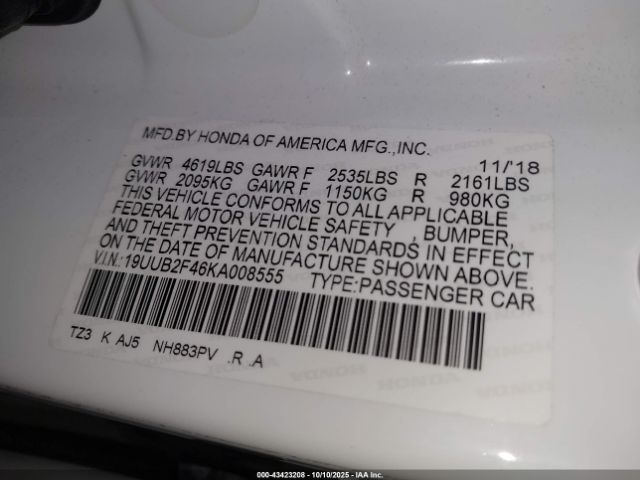 MFD.BY HONDA OF AMERICA MFG.,INC. 11/'18
GVWR 4619LBS GAWR F 2535LBS R 2161LBS
GVWR 2095KG GAWR F 1150KG R 980KG
THIS VEHICLE CONFORMS TO ALL APPLICABLE
FEDERAL MOTOR VEHICLE SAFETY , BUMPER,
AND THEFT PREVENTION STANDARDS IN EFFECT
ON THE DATE OF MANUFACTURE SHOWN ABOVE.
V.I.N.:19UUB2F46KA008555 TYPE:PASSENGER CAR
TZ3 K AJ5 NH883PV .R .A
HONDA HONDA HONDA
000-43423208 - 10/10/2025 - IAA Inc.